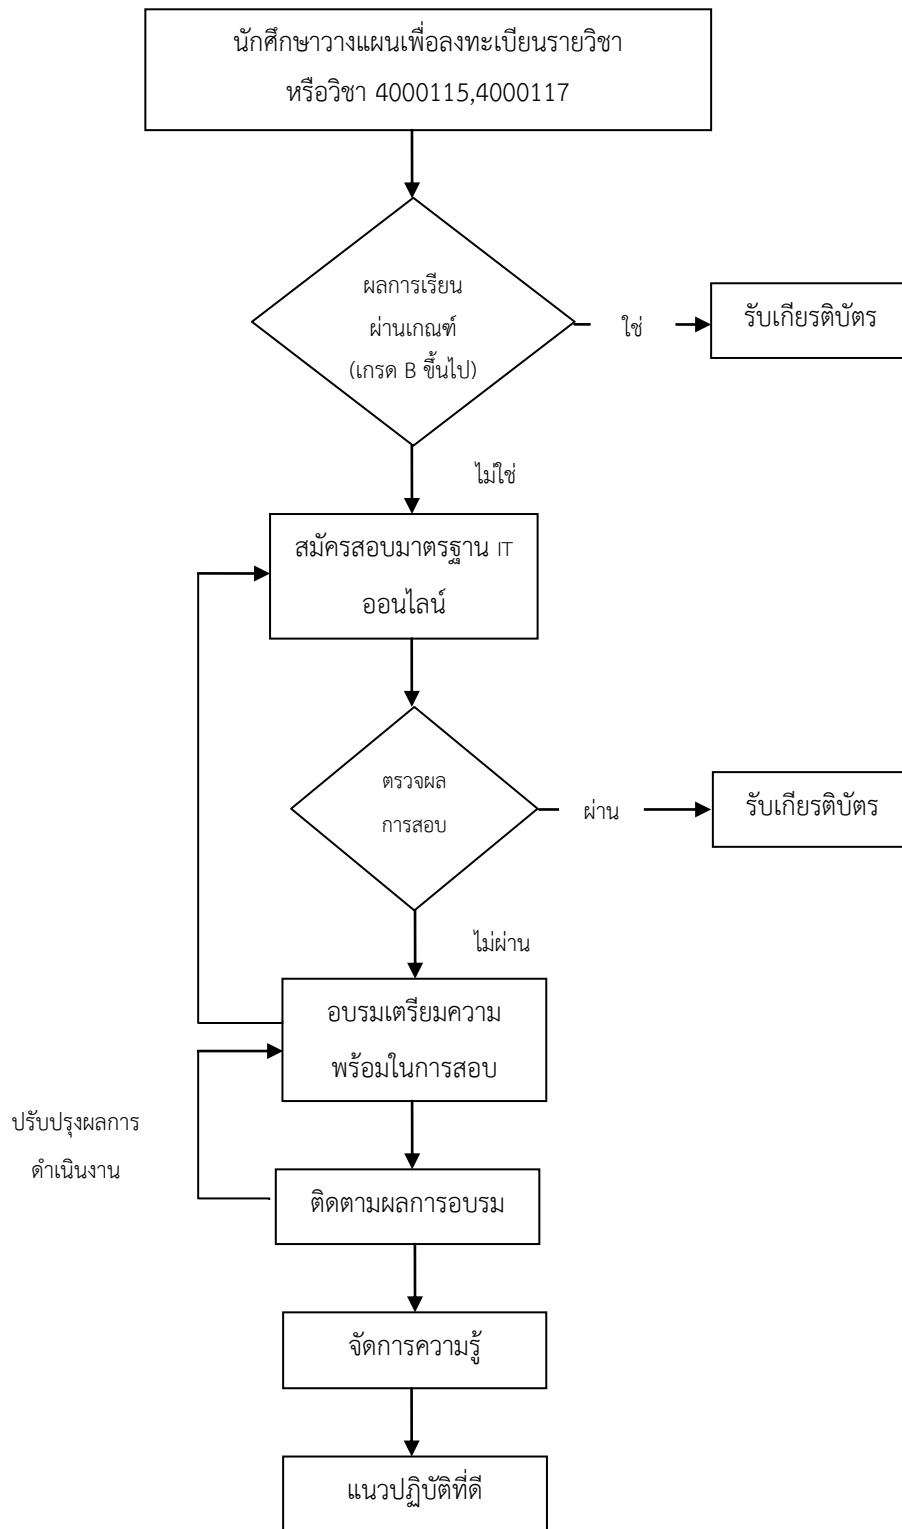 นักศึกษาวางแผนเพื่อลงทะเบียนรายวิชา
หรือวิชา 4000115,4000117
ผลการเรียน
ผ่านเกณฑ์
(เกรด B ขึ้นไป)
ใช่
รับเกียรติบัตร
ไม่ใช่
สมัครสอบมาตรฐาน IT
ออนไลน์
ตรวจผล
การสอบ
ผ่าน
รับเกียรติบัตร
ไม่ผ่าน
อบรมเตรียมความ
พร้อมในการสอบ
ปรับปรุงผลการ
ดำเนินงาน
ติดตามผลการอบรม
จัดการความรู้
แนวปฏิบัติที่ดี